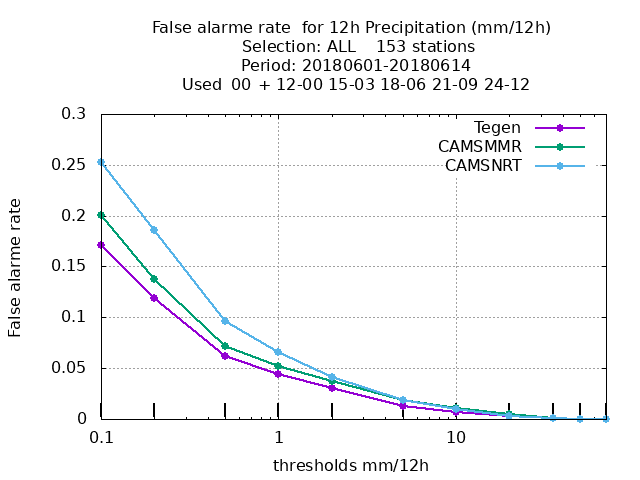 False alarme rate  for 12h Precipitation (mm/12h)
Selection: ALL    153 stations
Period: 20180601-20180614
Used  00 + 12-00 15-03 18-06 21-09 24-12
0.3
0.25
0.2
0.15
0.1
0.05
0
False alarme rate
Tegen
CAMSMMR
CAMSNRT
0.1
1
10
thresholds mm/12h